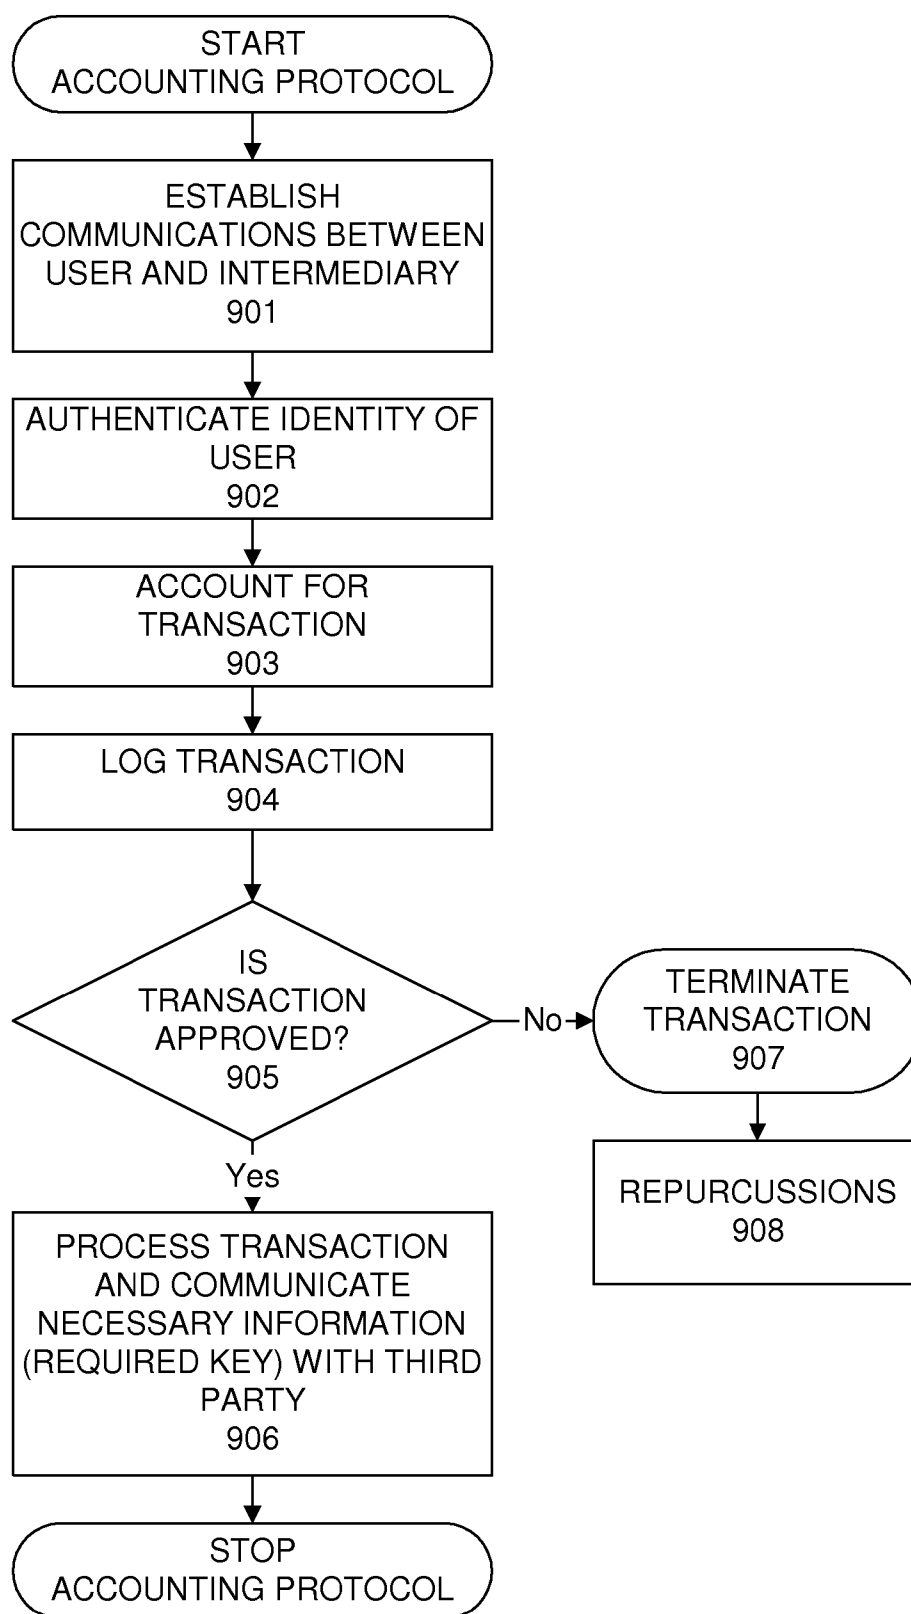 START
ACCOUNTING PROTOCOL
ESTABLISH
COMMUNICATIONS BETWEEN
USER AND INTERMEDIARY
901
AUTHENTICATE IDENTITY OF
USER
902
ACCOUNT FOR
TRANSACTION
903
LOG TRANSACTION
904
IS
TRANSACTION
APPROVED?
905
No
TERMINATE
TRANSACTION
907
REPURCUSSIONS
908
Yes
PROCESS TRANSACTION
AND COMMUNICATE
NECESSARY INFORMATION
(REQUIRED KEY) WITH THIRD
PARTY
906
STOP
ACCOUNTING PROTOCOL